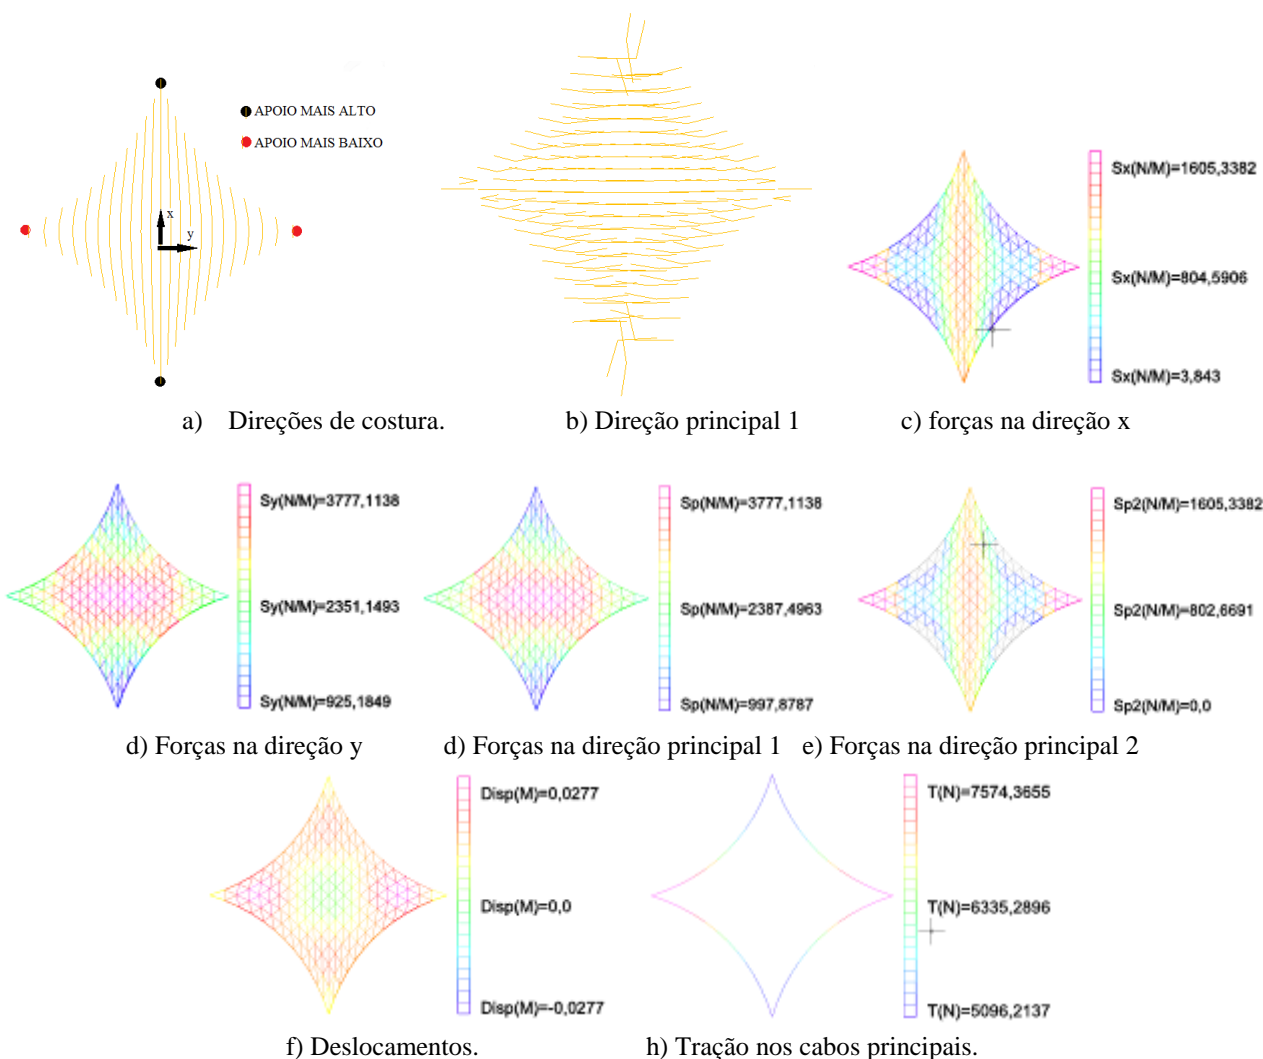 APOIO MAIS ALTO
APOIO MAIS BAIXO
x
y
Sx(N/M)=1605,3382
Sx(N/M)=804,5906
Sx(N/M)=3,843
a) Direções de costura.
b) Direção principal 1
c) forças na direção x
Sy(N/M)=3777,1138
Sy(N/M)=2351,1493
Sy(N/M)=925,1849
Sp(N/M)=3777,1138
Sp(N/M)=2387,4963
Sp(N/M)=997,8787
Sp2(N/M)=1605,3382
Sp2(N/M)=802,6691
Sp2(N/M)=0,0
d) Forças na direção y
d) Forças na direção principal 1
e) Forças na direção principal 2
Disp(M)=0,0277
Disp(M)=0,0
Disp(M)=-0,0277
T(N)=7574,3655
T(N)=6335,2896
T(N)=5096,2137
f) Deslocamentos.
h) Tração nos cabos principais.